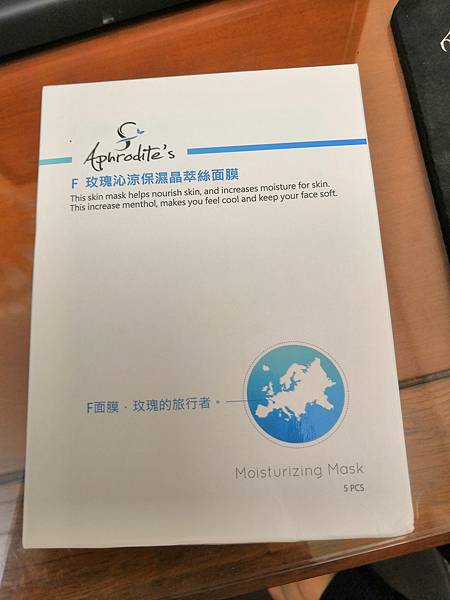 Aphrodite's
F 玫瑰沁涼保濕晶萃絲面膜
This skin mask helps nourish skin, and increases moisture for skin.
This increase menthol, makes you feel cool and keep your face soft.
F面膜．玫瑰的旅行者。
Moisturizing Mask
5 PCS